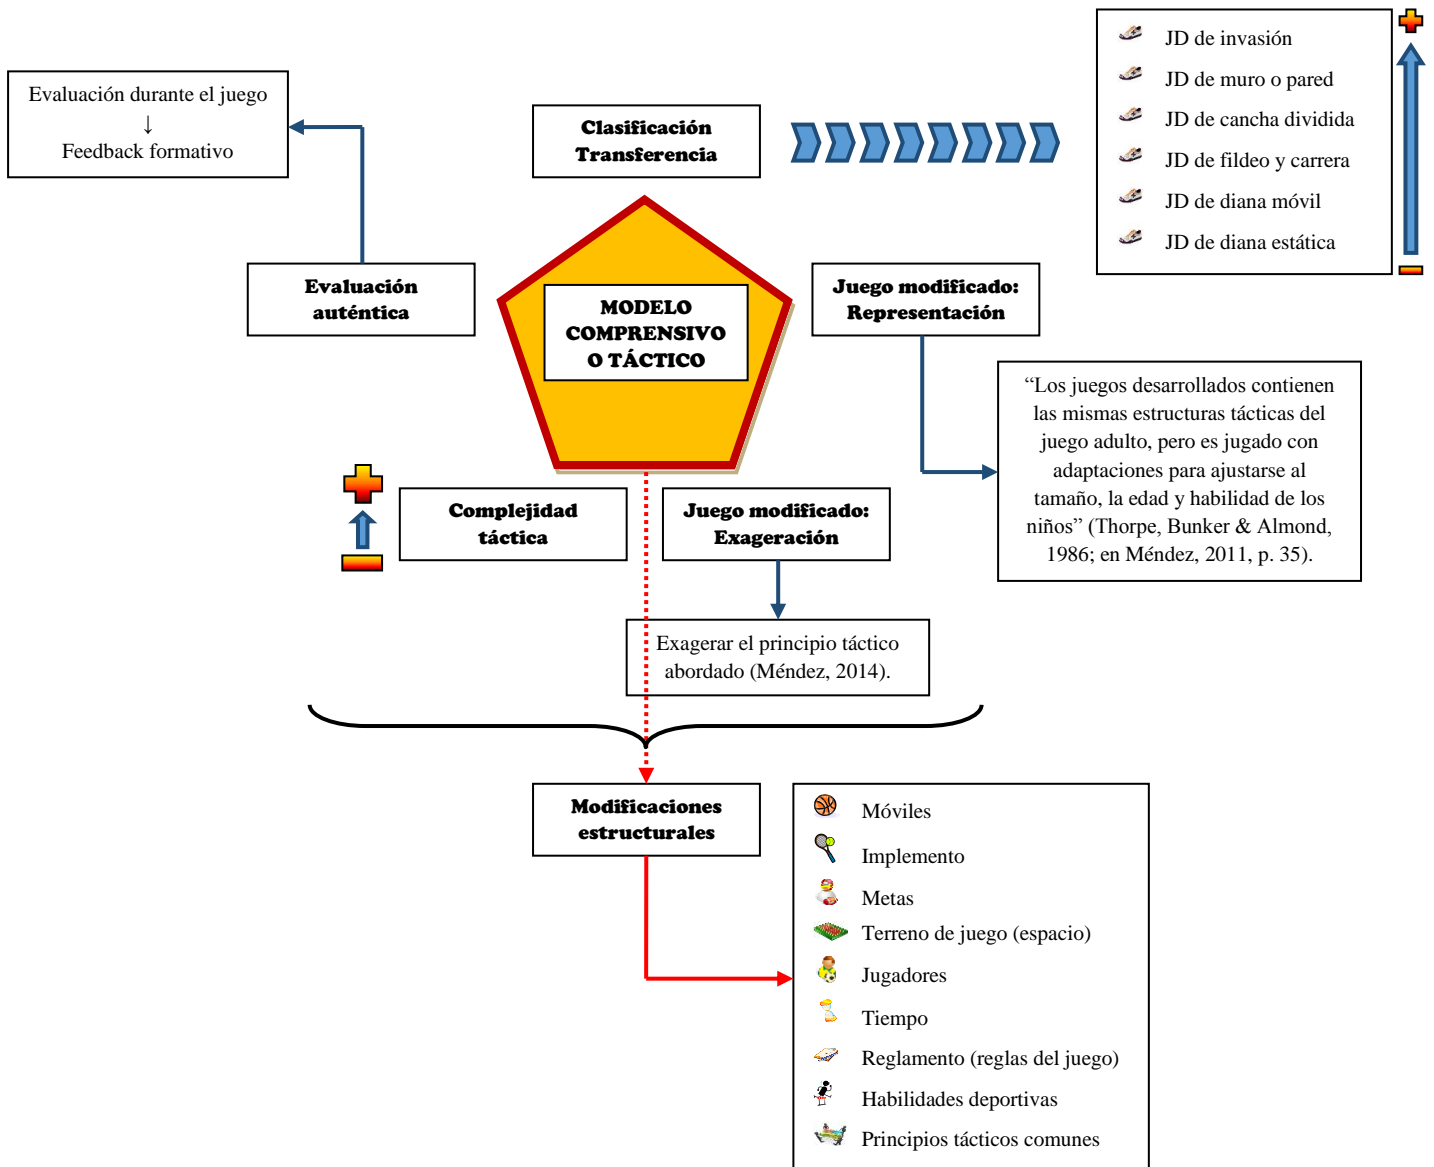 Evaluación durante el juego
↓
Feedback formativo
Clasificación
Transferencia
JD de invasión
JD de muro o pared
JD de cancha dividida
JD de fildeo y carrera
JD de diana móvil
JD de diana estática
Evaluación
auténtica
MODELO
COMPRENSIVO
O TÁCTICO
Juego modificado:
Representación
“Los juegos desarrollados contienen
las mismas estructuras tácticas del
juego adulto, pero es jugado con
adaptaciones para ajustarse al
tamaño, la edad y habilidad de los
niños” (Thorpe, Bunker & Almond,
1986; en Méndez, 2011, p. 35).
Complejidad
táctica
Juego modificado:
Exageración
Exagerar el principio táctico
abordado (Méndez, 2014).
Modificaciones
estructurales
Móviles
Implemento
Metas
Terreno de juego (espacio)
Jugadores
Tiempo
Reglamento (reglas del juego)
Habilidades deportivas
Principios tácticos comunes